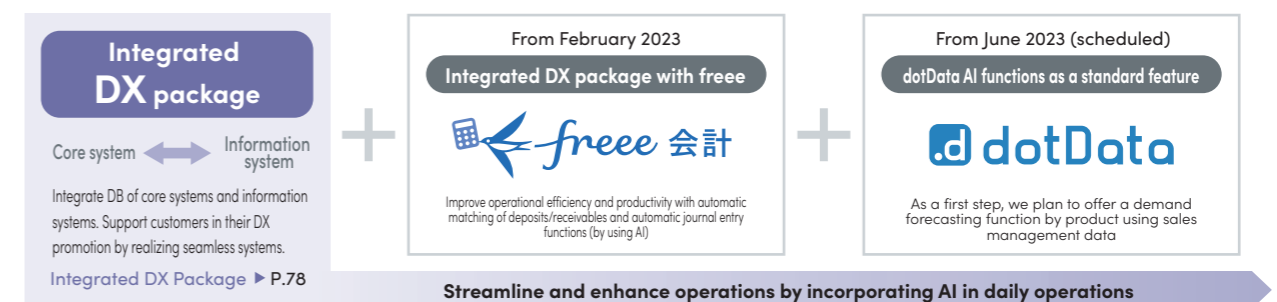 Integrated
DX package
Core system
Information
system
Integrate DB of core systems and information
systems. Support customers in their DX
promotion by realizing seamless systems.
Integrated DX Package ▶ P.78
From February 2023
Integrated DX package with freee
freee 会計
Improve operational efficiency and productivity with automatic
matching of deposits/receivables and automatic journal entry
functions (by using AI)
From June 2023 (scheduled)
dotData AI functions as a standard feature
.d dotData
As a first step, we plan to offer a demand
forecasting function by product using sales
management data
Streamline and enhance operations by incorporating AI in daily operations